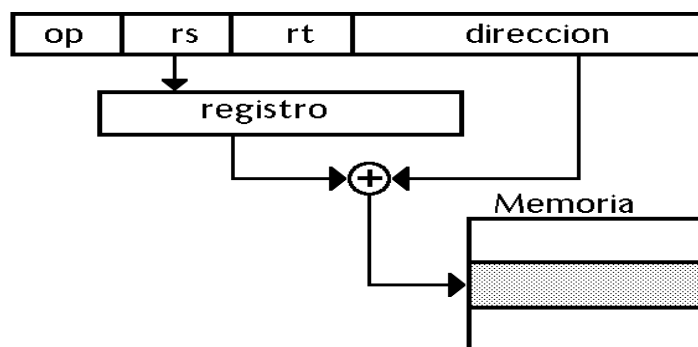 op rs rt direccion
registro
+
Memoria